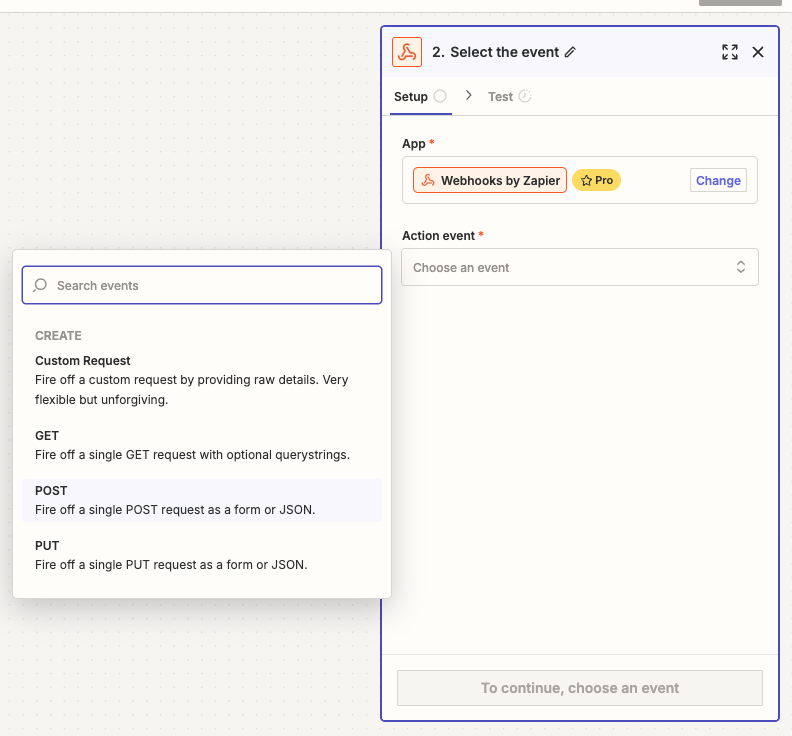 2. Select the event
Setup
Test
App *
Webhooks by Zapier
Pro
Change
Action event *
Choose an event
Search events
CREATE
Custom Request
Fire off a custom request by providing raw details. Very
flexible but unforgiving.
GET
Fire off a single GET request with optional querystrings.
POST
Fire off a single POST request as a form or JSON.
PUT
Fire off a single PUT request as a form or JSON.
To continue, choose an event